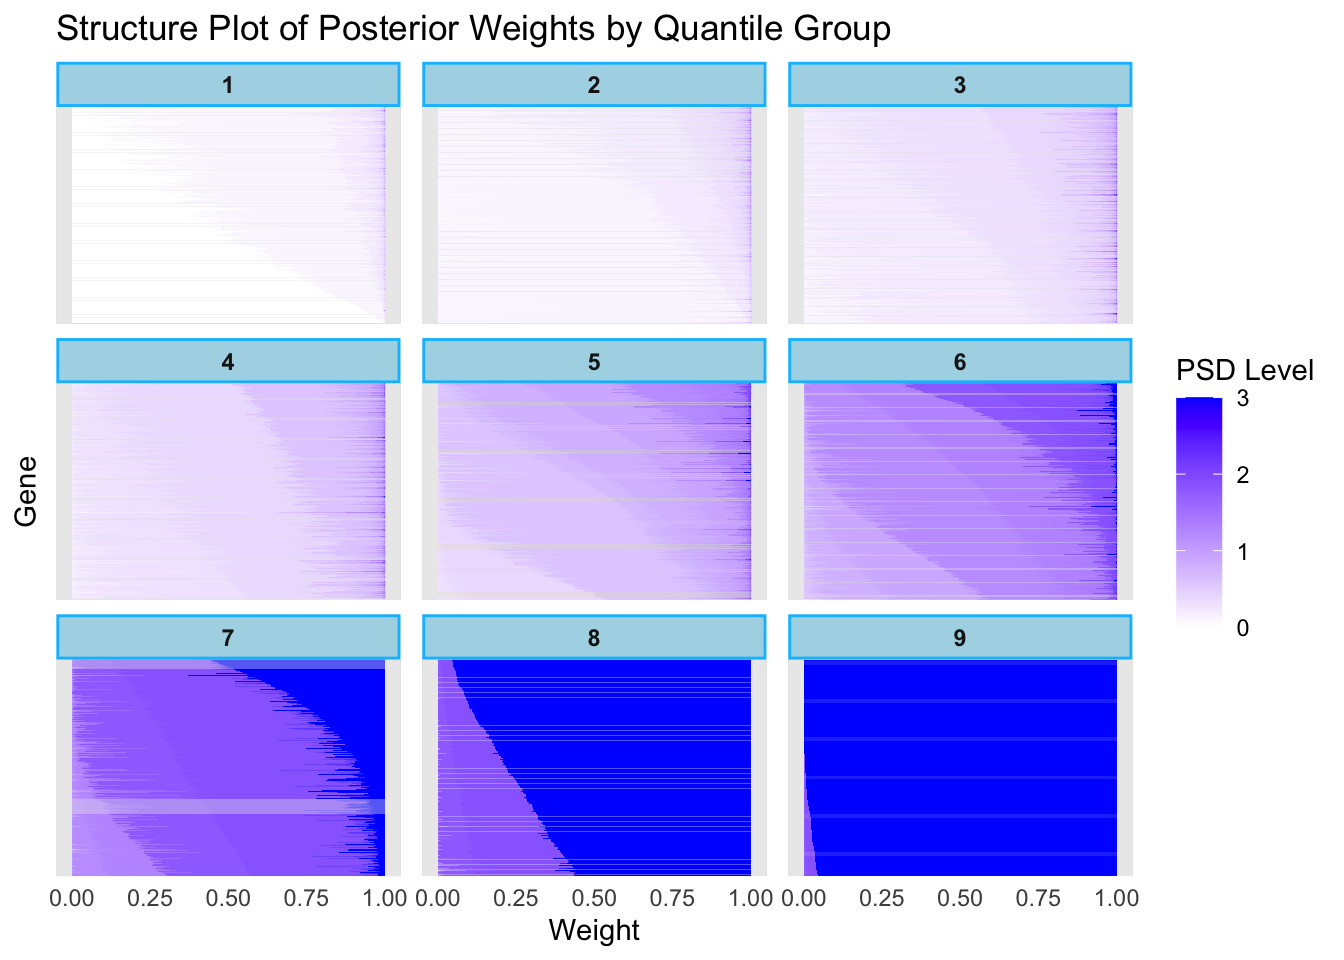 Structure Plot of Posterior Weights by Quantile Group
1 2 3
4 5 6
7 8 9
Gene
0.00 0.25 0.50 0.75 1.00 0.00 0.25 0.50 0.75 1.00 0.00 0.25 0.50 0.75 1.00
Weight
PSD Level
3
2
1
0